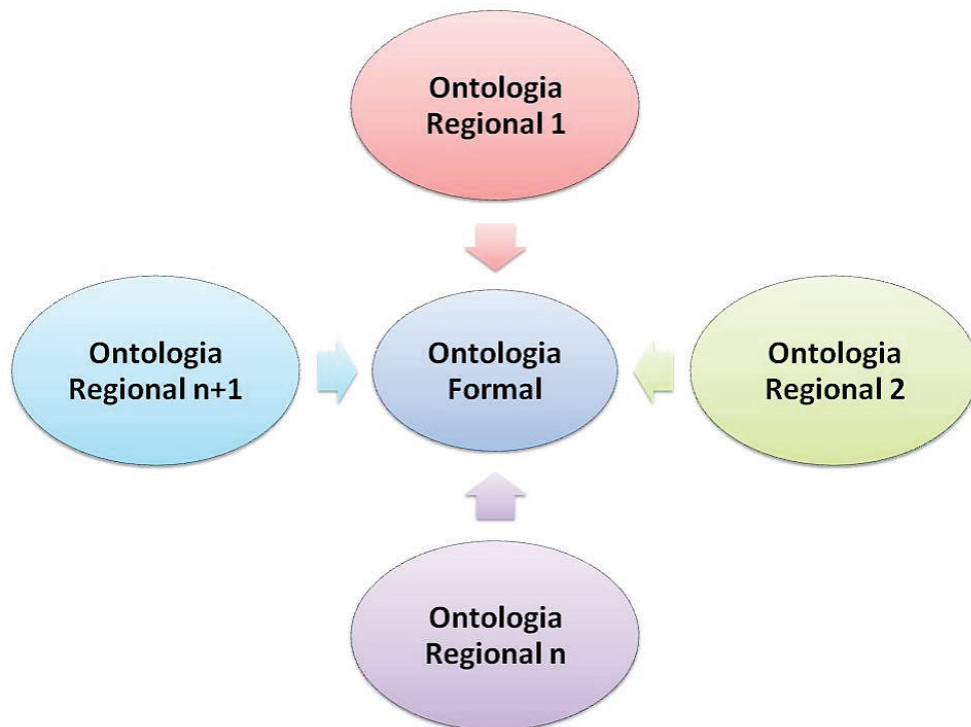 Ontologia
Regional 1
Ontologia
Regional n+1
Ontologia
Formal
Ontologia
Regional 2
Ontologia
Regional n